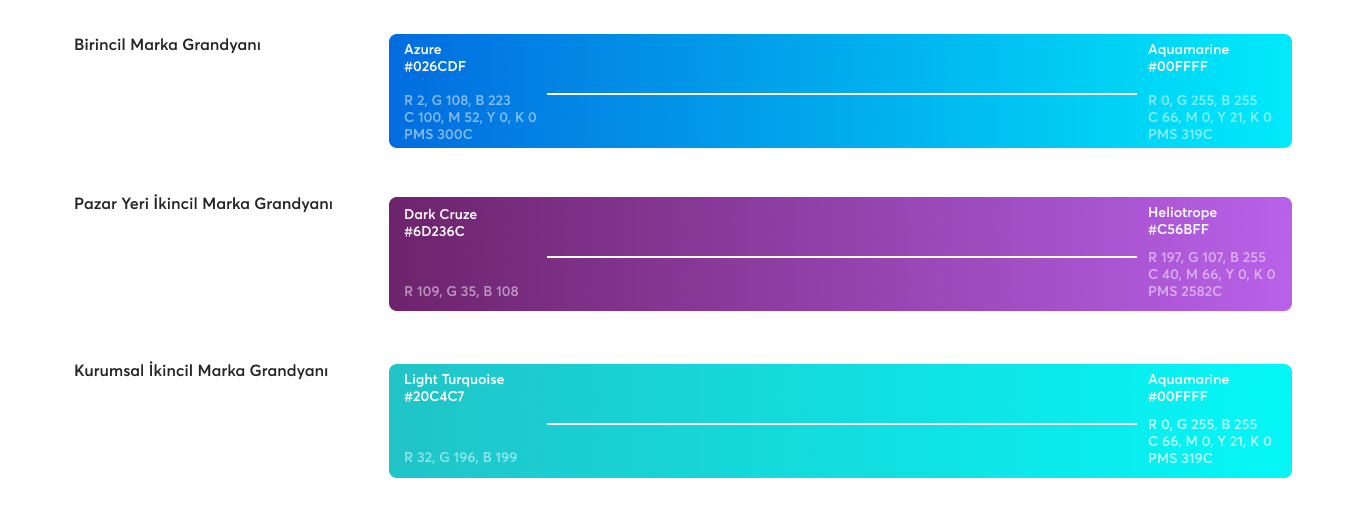 Birincil Marka Grandyanı
Azure
#026CDF
R 2, G 108, B 223
C 100, M 52, Y 0, K 0
PMS 300C
Aquamarine
#00FFFF
R 0, G 255, B 255
C 66, M 0, Y 21, K 0
PMS 319C
Pazar Yeri İkincil Marka Grandyanı
Dark Cruze
#6D236C
R 109, G 35, B 108
Heliotrope
#C56BFF
R 197, G 107, B 255
C 40, M 66, Y 0, K 0
PMS 2582C
Kurumsal İkincil Marka Grandyanı
Light Turquoise
#20C4C7
R 32, G 196, B 199
Aquamarine
#00FFFF
R 0, G 255, B 255
C 66, M 0, Y 21, K 0
PMS 319C